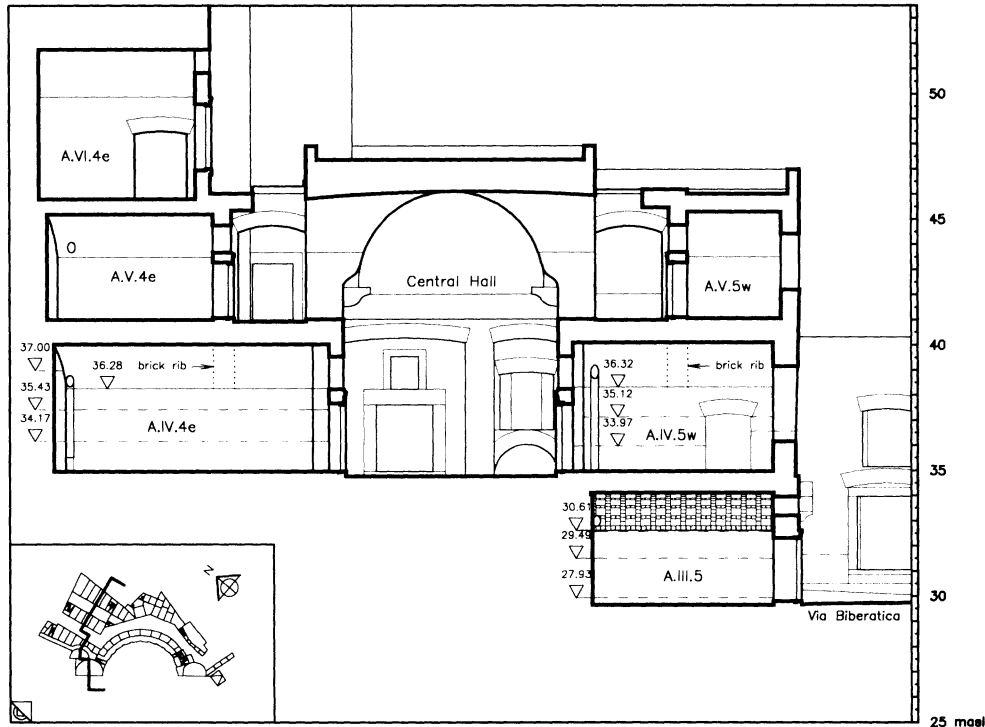 50
A.VI.4e
45
O
A.V.4e
Central Hall
A.V.5w
37.00
36.28
brick rib
40
36.32
brick rib
35.43
35.12
34.17
A.IV.4e
33.97
A.IV.5w
35
30.61
29.49
27.93
A.III.5
30
Via Biberatica
N
25 masl